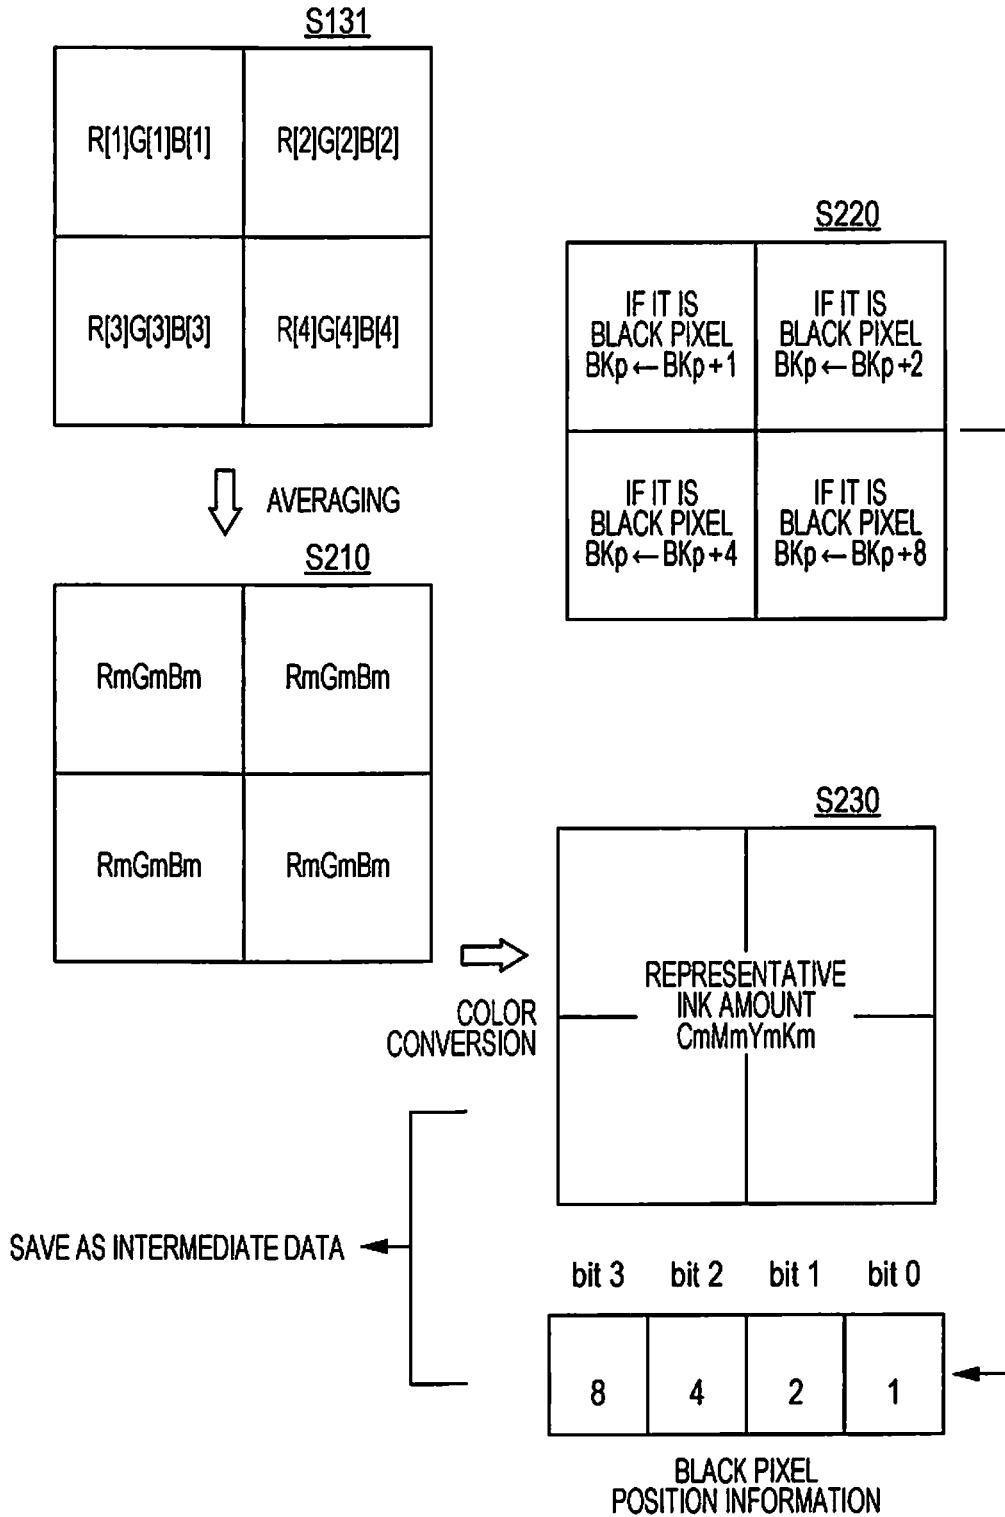 S131
R[1]G[1]B[1]
R[2]G[2]B[2]
R[3]G[3]B[3]
R[4]G[4]B[4]
AVERAGING
S210
RmGmBm
RmGmBm
RmGmBm
RmGmBm
S220
IF IT IS
BLACK PIXEL
BKp←BKp+1
IF IT IS
BLACK PIXEL
BKp←BKp+2
IF IT IS
BLACK PIXEL
BKp←BKp+4
IF IT IS
BLACK PIXEL
BKp←BKp+8
COLOR
CONVERSION
S230
REPRESENTATIVE
INK AMOUNT
CmMmYmKm
SAVE AS INTERMEDIATE DATA
bit 3 bit 2 bit 1 bit 0
8 4 2 1
BLACK PIXEL
POSITION INFORMATION